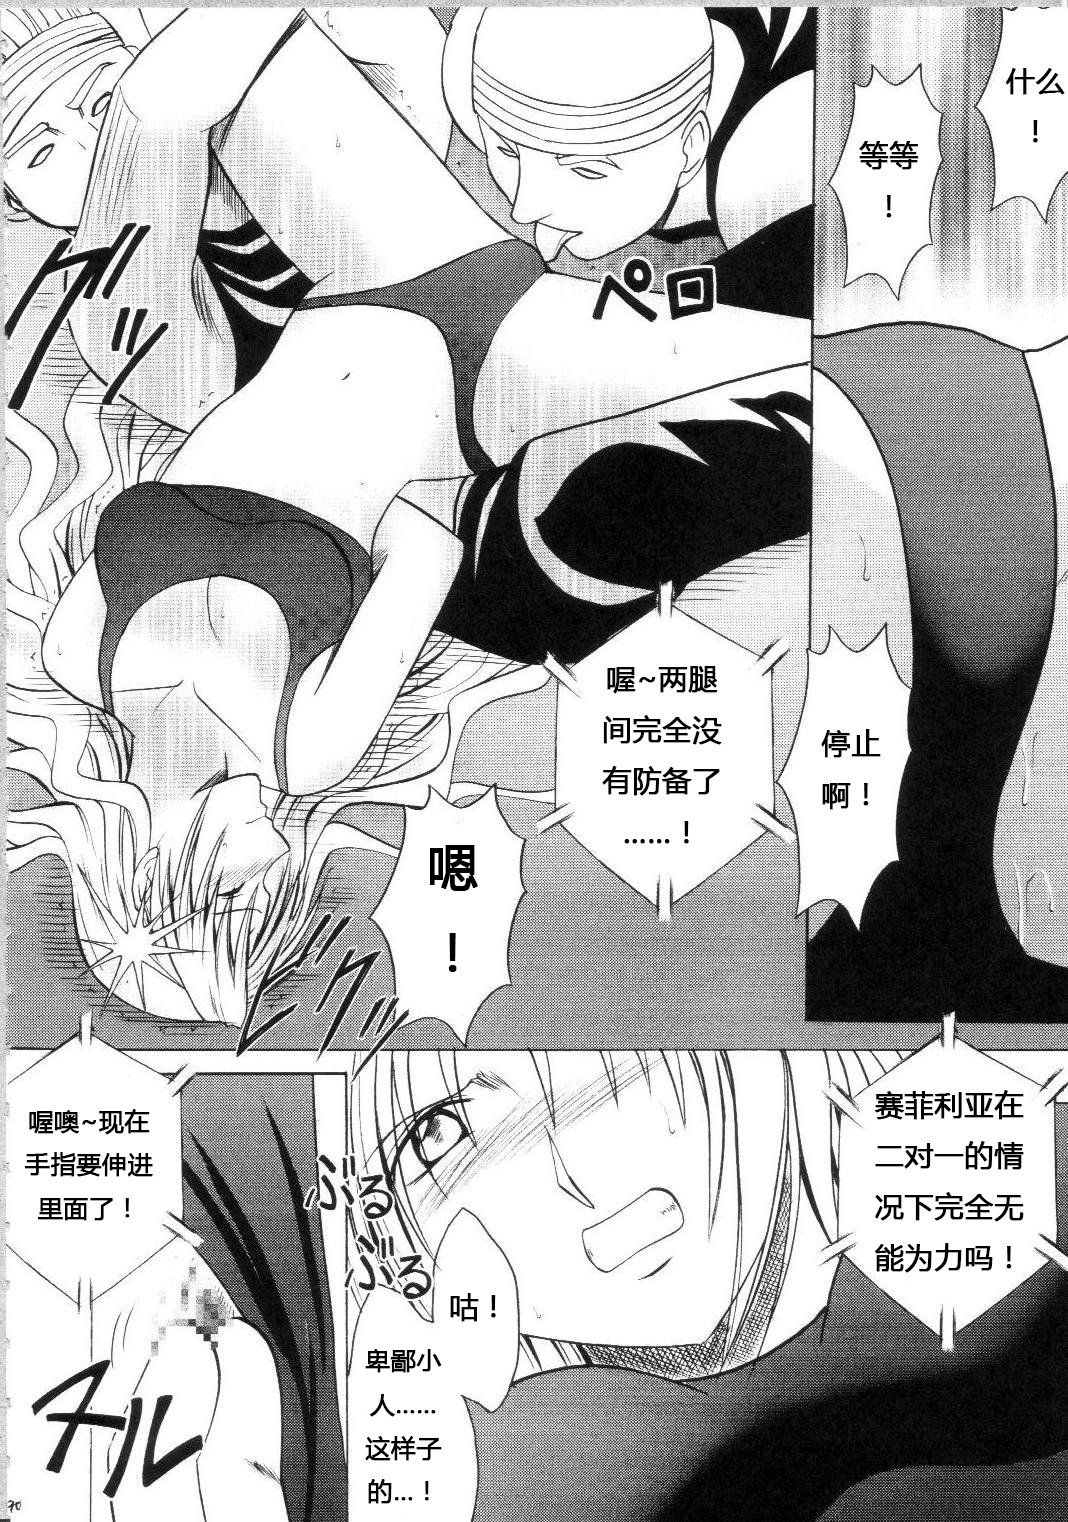 什么
！
等等
！
ペロ
グッ
グッ
停止
啊！
喔~两腿
间完全没
有防备了
……！
嗯
！
ビクッ
赛菲利亚在
二对一的情
况下完全无
能为力吗！
ぶる
ぶる
咕！
卑鄙小
人……
这样子
的…！
喔噢~现在
手指要伸进
里面了！
ヌル